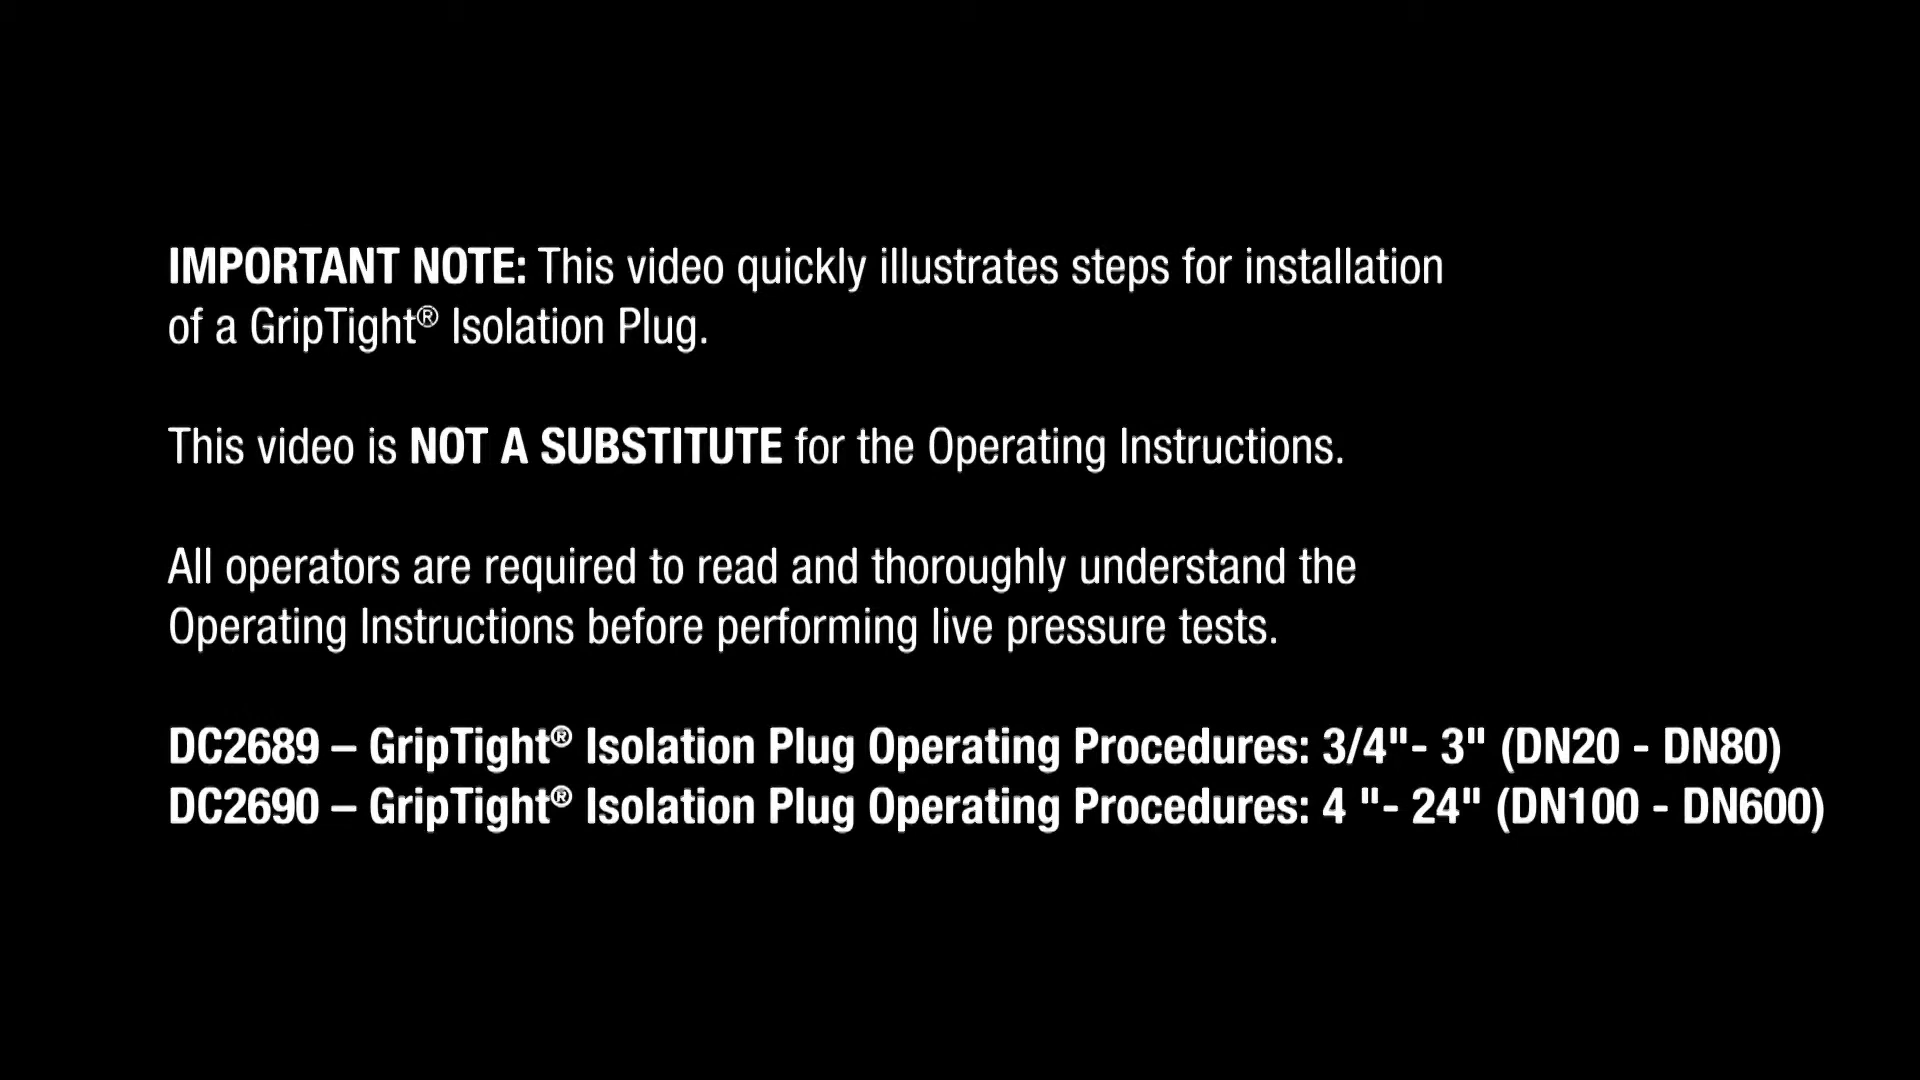 IMPORTANT NOTE: This video quickly illustrates steps for installation
of a GripTight® Isolation Plug.
This video is NOT A SUBSTITUTE for the Operating Instructions.
All operators are required to read and thoroughly understand the
Operating Instructions before performing live pressure tests.
DC2689 – GripTight® Isolation Plug Operating Procedures: 3/4"- 3" (DN20 - DN80)
DC2690 – GripTight® Isolation Plug Operating Procedures: 4 "- 24" (DN100 - DN600)